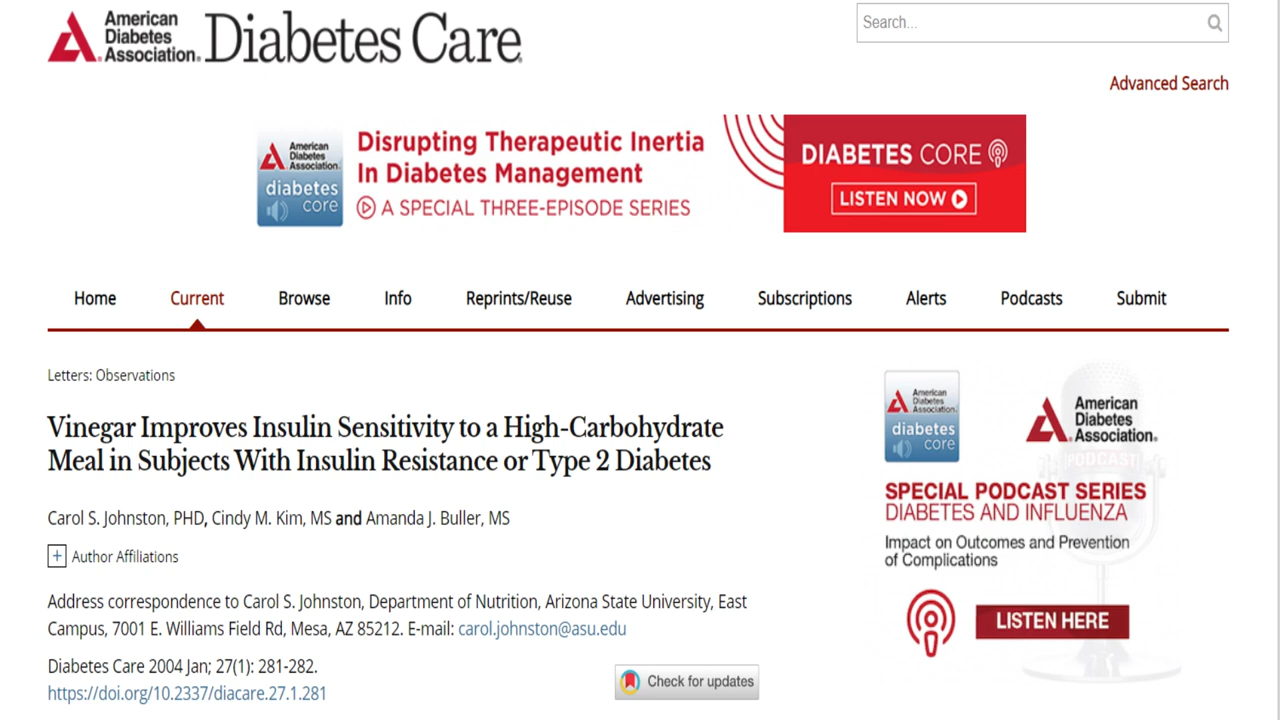 American
Diabetes
Association. Diabetes Care
Search...
Advanced Search
American
Diabetes
Association.
diabetes
core
Disrupting Therapeutic Inertia
In Diabetes Management
A SPECIAL THREE-EPISODE SERIES
DIABETES CORE
LISTEN NOW
Home Current Browse Info Reprints/Reuse Advertising Subscriptions Alerts Podcasts Submit
Letters: Observations
Vinegar Improves Insulin Sensitivity to a High-Carbohydrate
Meal in Subjects With Insulin Resistance or Type 2 Diabetes
Carol S. Johnston, PHD, Cindy M. Kim, MS and Amanda J. Buller, MS
+ Author Affiliations
Address correspondence to Carol S. Johnston, Department of Nutrition, Arizona State University, East
Campus, 7001 E. Williams Field Rd, Mesa, AZ 85212. E-mail: carol.johnston@asu.edu
Diabetes Care 2004 Jan; 27(1): 281-282.
https://doi.org/10.2337/diacare.27.1.281
Check for updates
American
Diabetes
Association.
diabetes
core
American
Diabetes
Association.
PODCAST
SPECIAL PODCAST SERIES
DIABETES AND INFLUENZA
Impact on Outcomes and Prevention
of Complications
LISTEN HERE